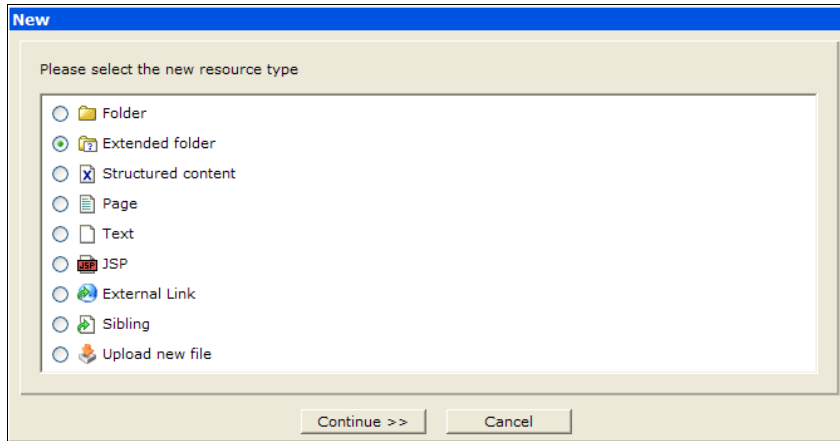 New
Please select the new resource type
Folder
Extended folder
Structured content
Page
Text
JSP
JSP
External Link
Sibling
Upload new file
Continue >>
Cancel